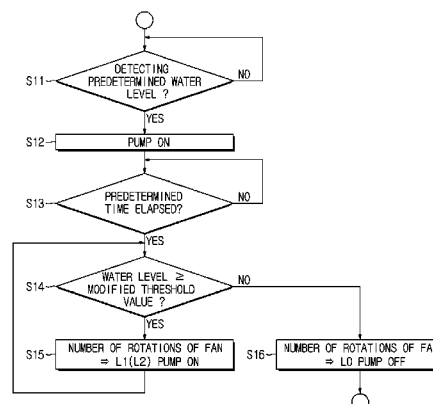 DETECTING
PREDETERMINED WATER
LEVEL ?
S11
NO
YES
S12
PUMP ON
PREDETERMINED
TIME ELAPSED?
S13
NO
YES
WATER LEVEL ≥
MODIFIED THRESHOLD
VALUE ?
S14
NO
YES
S15
NUMBER OF ROTATIONS OF FAN
⇒ L1(L2) PUMP ON
S16
NUMBER OF ROTATIONS OF FA
⇒ L0 PUMP OFF